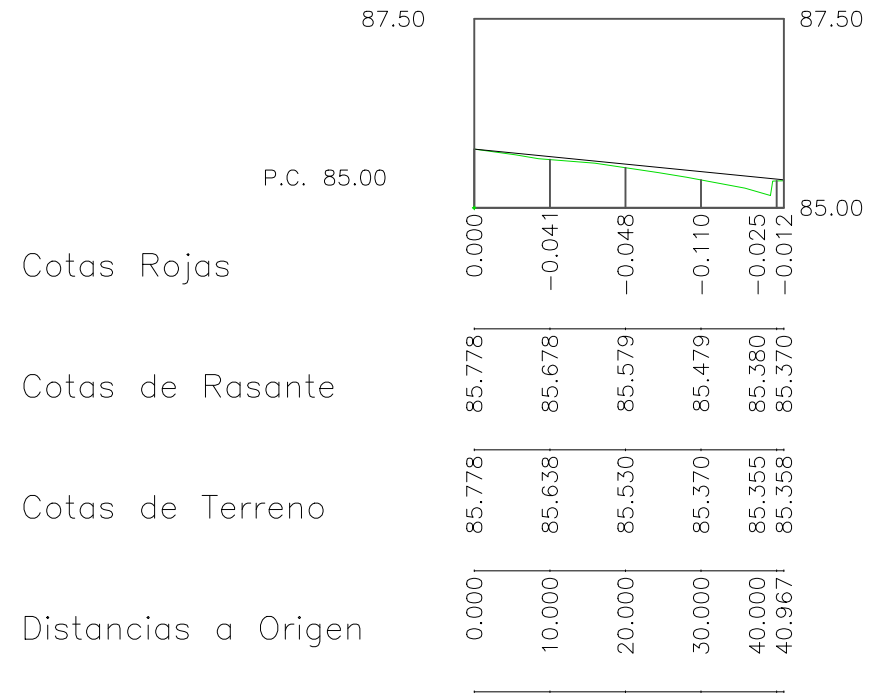 87.50 87.50
P.C. 85.00
85.00
Cotas Rojas 0.000 -0.041 -0.048 -0.110 -0.025 -0.012
Cotas de Rasante 85.778 85.678 85.579 85.479 85.380 85.370
Cotas de Terreno 85.778 85.638 85.530 85.370 85.355 85.358
Distancias a Origen 0.000 10.000 20.000 30.000 40.000 40.967